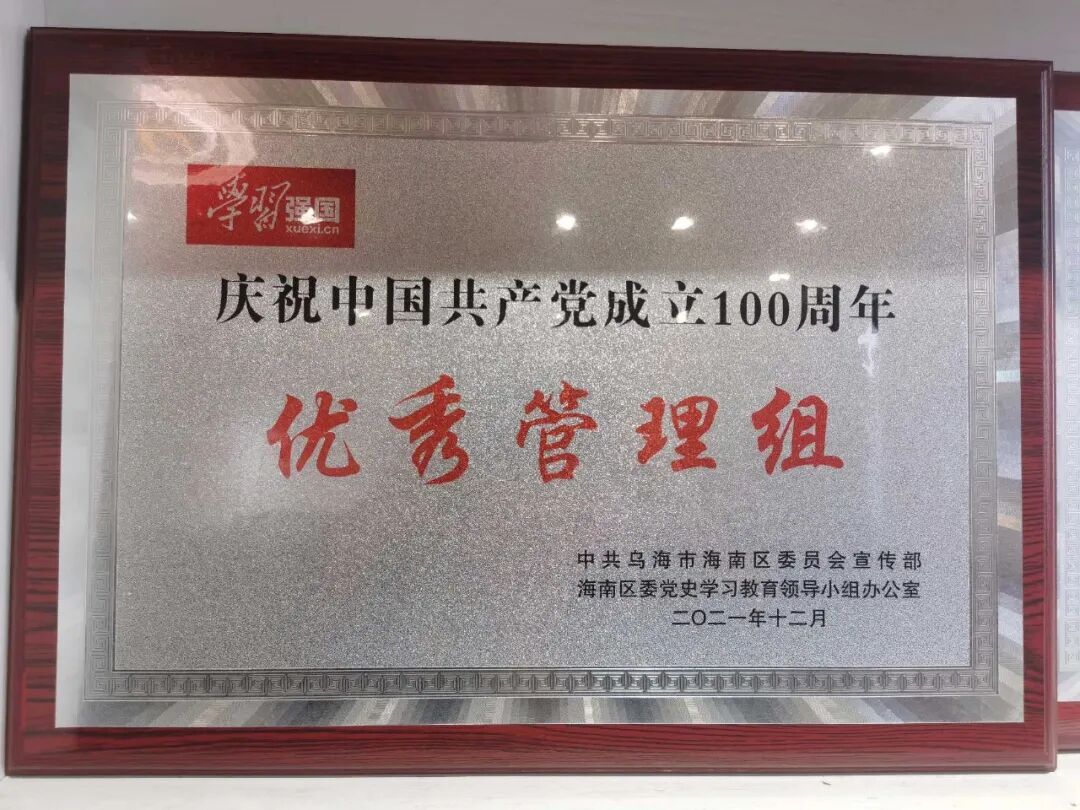 學習强国
xuexi.cn
庆祝中国共产党成立100周年
优秀管理组
中共乌海市海南区委员会宣传部
海南区委党史学习教育领导小组办公室
二〇二一年十二月